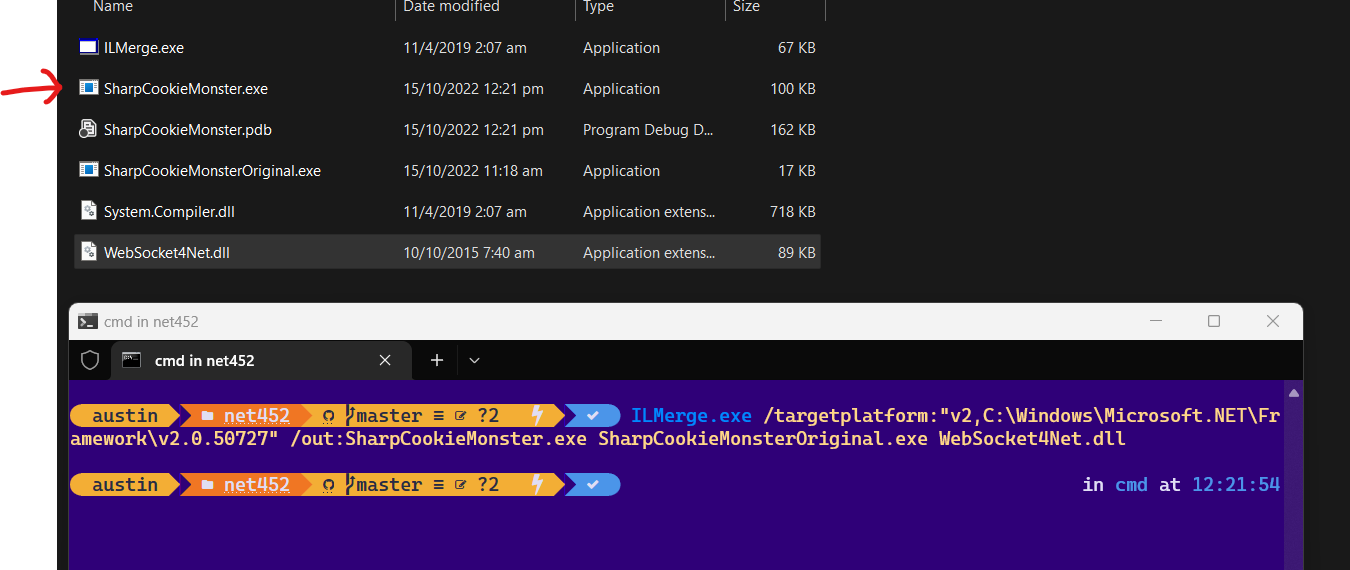 Name Date modified Type Size
ILMerge.exe 11/4/2019 2:07 am Application 67 KB
SharpCookieMonster.exe 15/10/2022 12:21 pm Application 100 KB
SharpCookieMonster.pdb 15/10/2022 12:21 pm Program Debug D... 162 KB
SharpCookieMonsterOriginal.exe 15/10/2022 11:18 am Application 17 KB
System.Compiler.dll 11/4/2019 2:07 am Application extens... 718 KB
WebSocket4Net.dll 10/10/2015 7:40 am Application extens... 89 KB
cmd in net452
cmd in net452
austin net452 master ≡ ?2 ILMerge.exe /targetplatform:"v2,C:\Windows\Microsoft.NET\Fr
amework\v2.0.50727" /out:SharpCookieMonster.exe SharpCookieMonsterOriginal.exe WebSocket4Net.dll
austin net452 master ≡ ?2 in cmd at 12:21:54